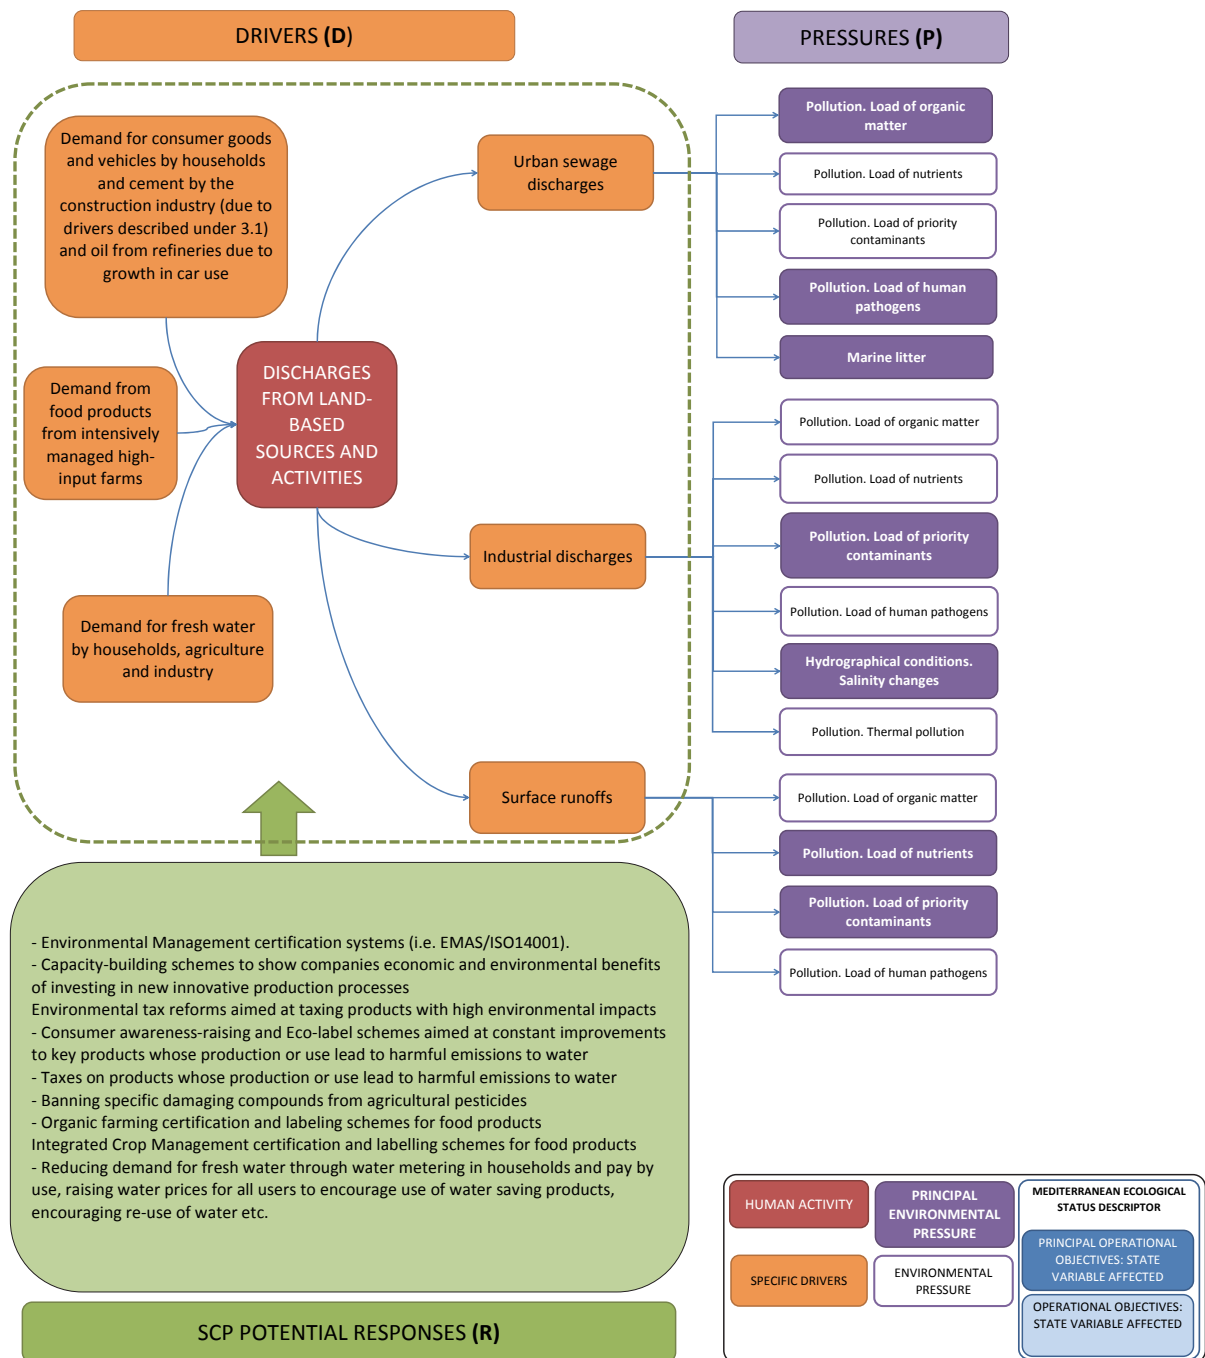 DRIVERS (D)
PRESSURES (P)
Demand for consumer goods
and vehicles by households
and cement by the
construction industry (due to
drivers described under 3.1)
and oil from refineries due to
growth in car use
Demand from
food products
from intensively
managed high-
input farms
Demand for fresh water
by households, agriculture
and industry
DISCHARGES
FROM LAND-
BASED
SOURCES AND
ACTIVITIES
Urban sewage
discharges
Industrial discharges
Surface runoffs
Pollution. Load of organic
matter
Pollution. Load of nutrients
Pollution. Load of priority
contaminants
Pollution. Load of human
pathogens
Marine litter
Pollution. Load of organic matter
Pollution. Load of nutrients
Pollution. Load of priority
contaminants
Pollution. Load of human pathogens
Hydrographical conditions.
Salinity changes
Pollution. Thermal pollution
Pollution. Load of organic matter
Pollution. Load of nutrients
Pollution. Load of priority
contaminants
Pollution. Load of human pathogens
- Environmental Management certification systems (i.e. EMAS/ISO14001).
- Capacity-building schemes to show companies economic and environmental benefits
of investing in new innovative production processes
Environmental tax reforms aimed at taxing products with high environmental impacts
- Consumer awareness-raising and Eco-label schemes aimed at constant improvements
to key products whose production or use lead to harmful emissions to water
- Taxes on products whose production or use lead to harmful emissions to water
- Banning specific damaging compounds from agricultural pesticides
- Organic farming certification and labeling schemes for food products
Integrated Crop Management certification and labelling schemes for food products
- Reducing demand for fresh water through water metering in households and pay by
use, raising water prices for all users to encourage use of water saving products,
encouraging re-use of water etc.
SCP POTENTIAL RESPONSES (R)
HUMAN ACTIVITY
PRINCIPAL
ENVIRONMENTAL
PRESSURE
MEDITERRANEAN ECOLOGICAL
STATUS DESCRIPTOR
PRINCIPAL OPERATIONAL
OBJECTIVES: STATE
VARIABLE AFFECTED
SPECIFIC DRIVERS
ENVIRONMENTAL
PRESSURE
OPERATIONAL OBJECTIVES:
STATE VARIABLE AFFECTED